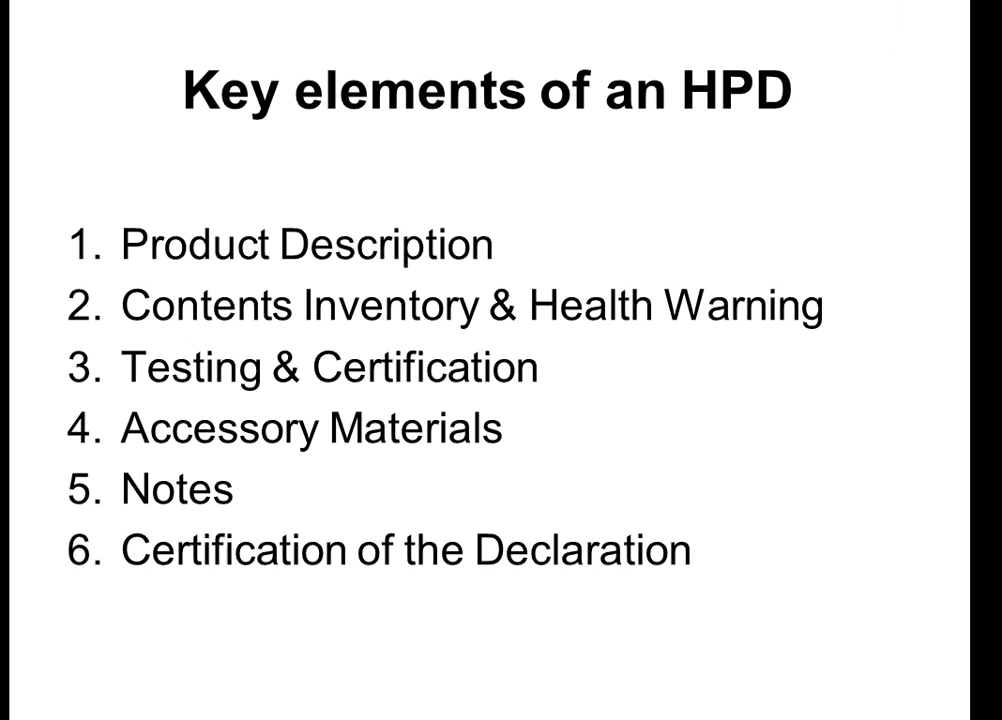 Key elements of an HPD
1. Product Description
2. Contents Inventory & Health Warning
3. Testing & Certification
4. Accessory Materials
5. Notes
6. Certification of the Declaration